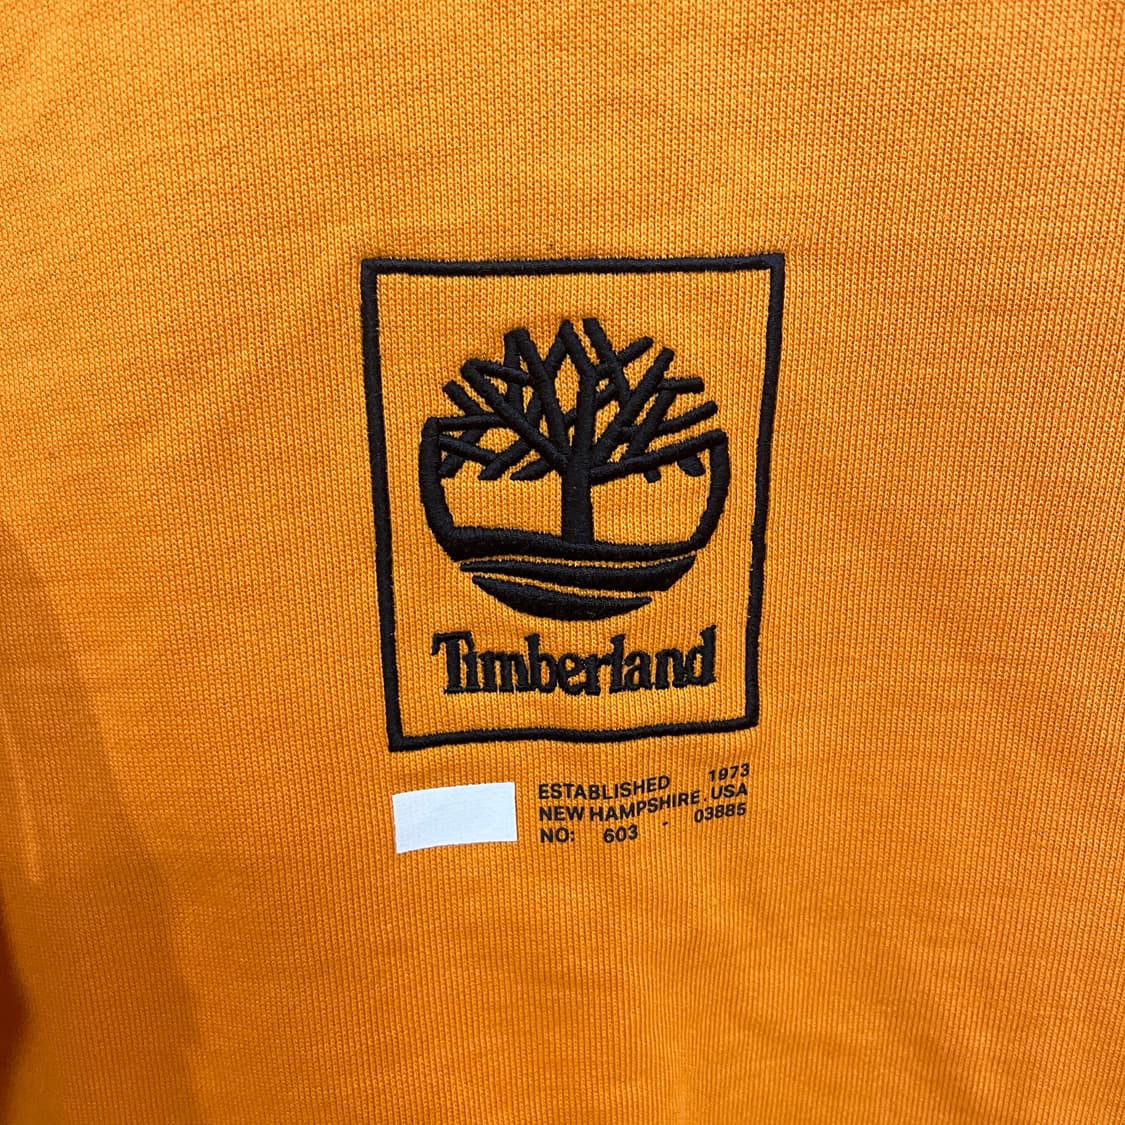 Timberland
ESTABLISHED 1973
NEW HAMPSHIRE. USA
NO: 603 - 03885